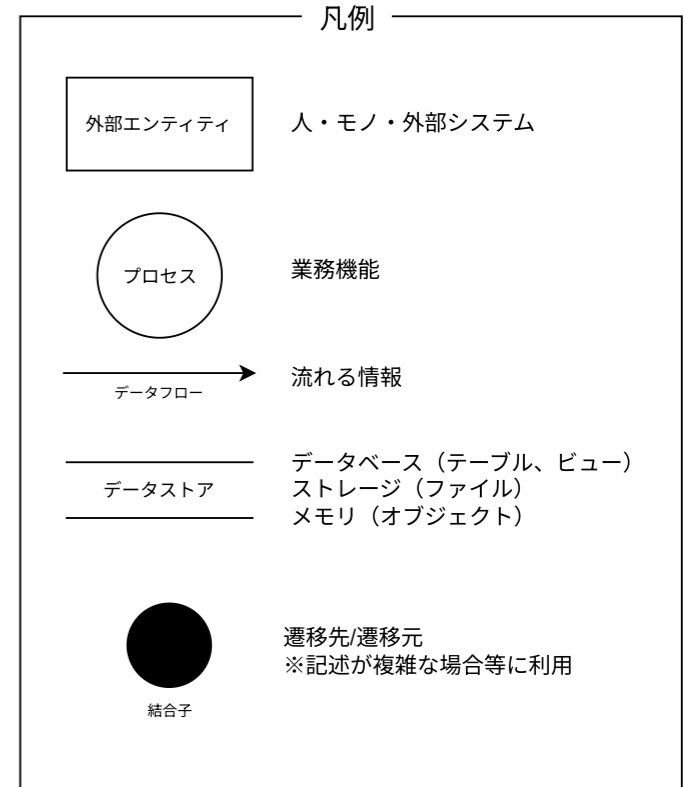 凡例
外部エンティティ
人・モノ・外部システム
プロセス
業務機能
データフロー
流れる情報
データストア
データベース（テーブル、ビュー）
ストレージ（ファイル）
メモリ（オブジェクト）
遷移先/遷移元
※記述が複雑な場合等に利用
結合子